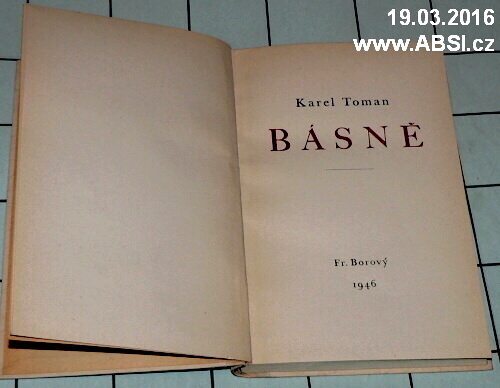 19.03.2016
www.ABSI.cz
Karel Toman
BÁSNĚ
Fr. Borový
1946